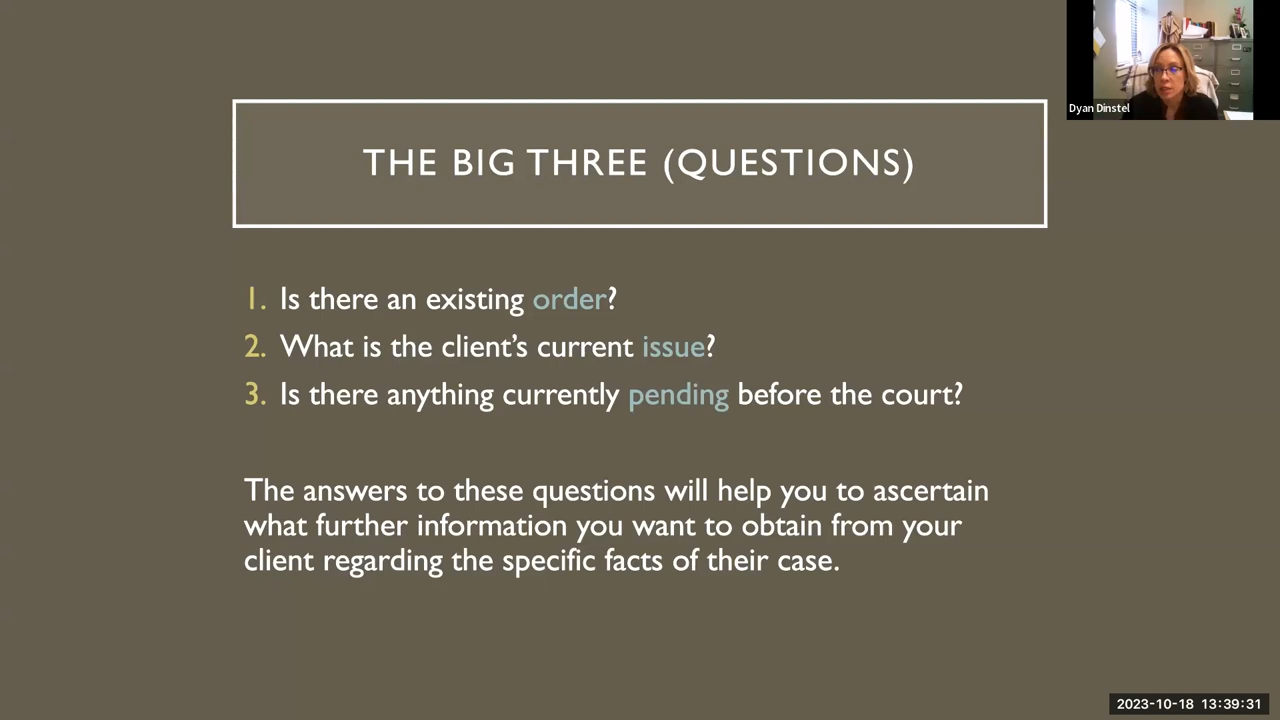 THE BIG THREE (QUESTIONS)
Dyan Dinstel
1. Is there an existing order?
2. What is the client's current issue?
3. Is there anything currently pending before the court?
The answers to these questions will help you to ascertain
what further information you want to obtain from your
client regarding the specific facts of their case.
2023-10-18 13:39:31